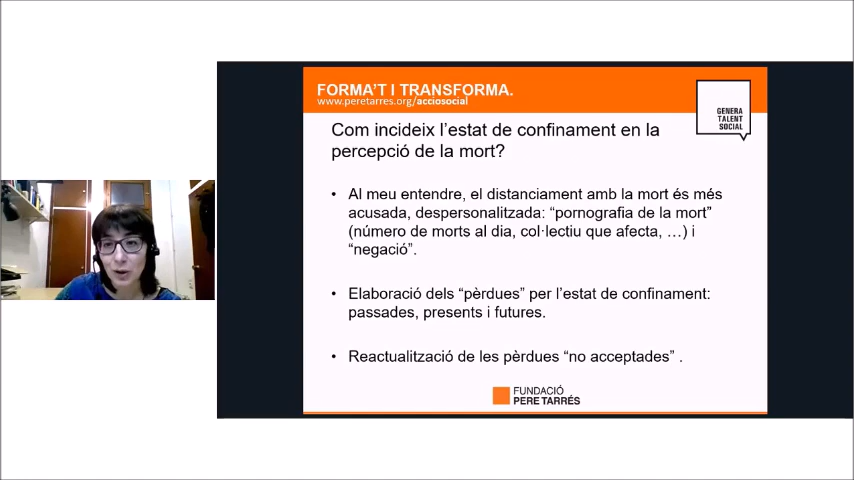 FORMA'T I TRANSFORMA.
www.peretarres.org/acciosocial
GENERA
TALENT
SOCIAL
Com incideix l'estat de confinament en la
percepció de la mort?
• Al meu entendre, el distanciament amb la mort és més
acusada, despersonalitzada: "pornografia de la mort"
(número de morts al dia, col·lectiu que afecta, …) i
"negació".
• Elaboració dels "pèrdues" per l'estat de confinament:
passades, presents i futures.
• Reactualització de les pèrdues "no acceptades" .
FUNDACIÓ
PERE TARRÉS